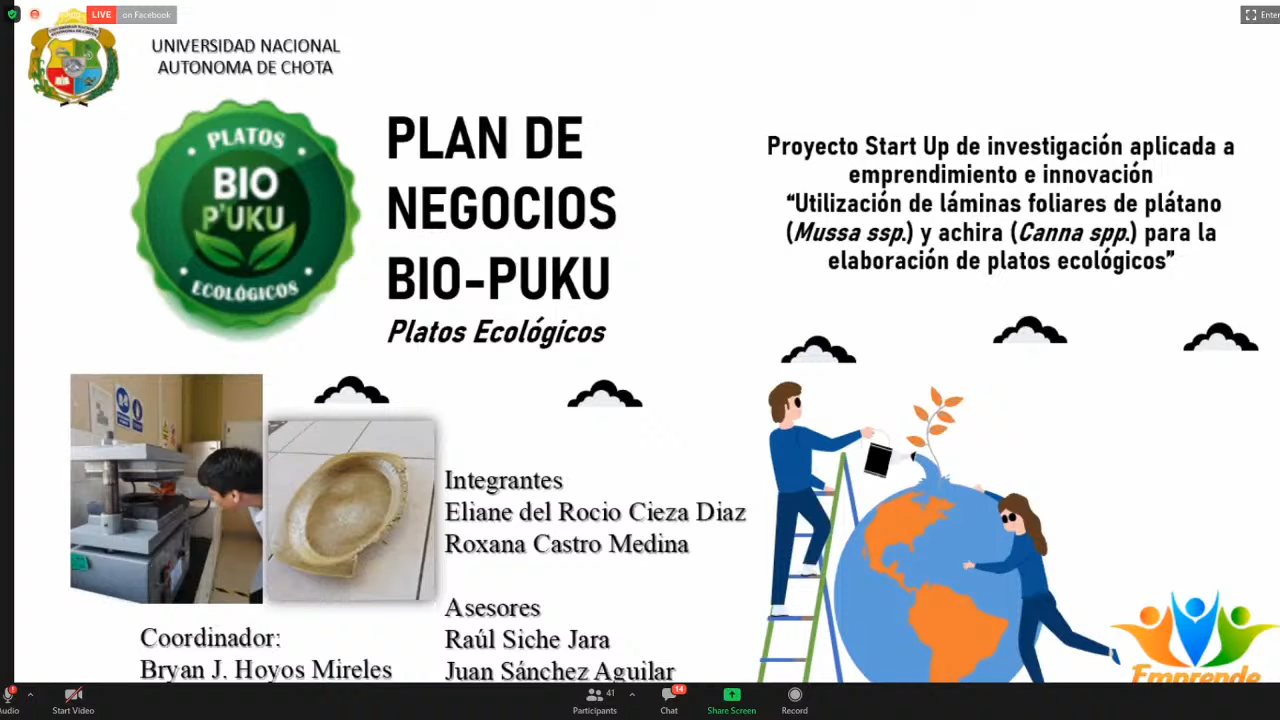 LIVE on Facebook
Enter
UNIVERSIDAD NACIONAL
AUTONOMA DE CHOTA
PLATOS
BIO
P'UKU
ECOLÓGICOS
PLAN DE
NEGOCIOS
BIO-PUKU
Platos Ecológicos
Proyecto Start Up de investigación aplicada a
emprendimiento e innovación
“Utilización de láminas foliares de plátano
(Mussa ssp.) y achira (Canna spp.) para la
elaboración de platos ecológicos”
Integrantes
Eliane del Rocio Cieza Diaz
Roxana Castro Medina
Asesores
Raúl Siche Jara
Juan Sánchez Aguilar
Coordinador:
Bryan J. Hoyos Mireles
Emprende
Audio
Start Video
Participants 41
Chat 14
Share Screen
Record